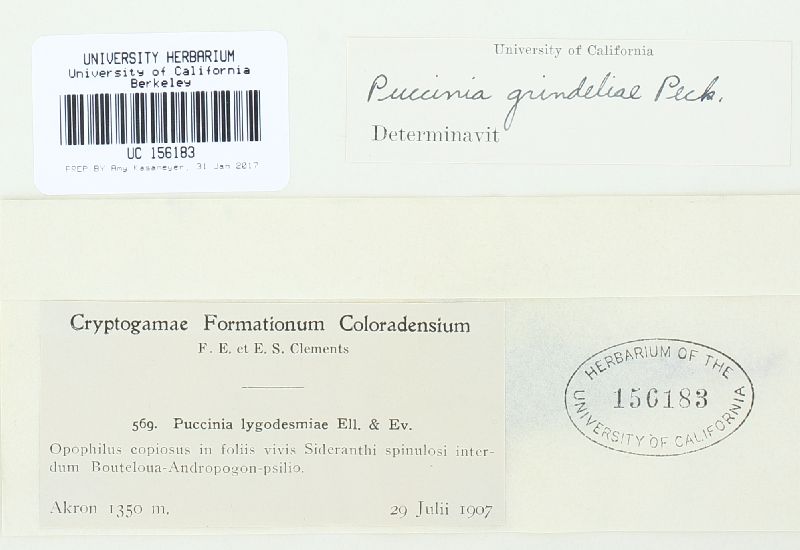 UNIVERSITY HERBARIUM
University of California
Berkeley
UC 156183
PREP BY Amy Kasameyer, 31 Jan 2017
University of California
Puccinia grindeliae Peck.
Determinavit
Cryptogamae Formationum Coloradensium
F. E. et E. S. Clements
569. Puccinia lygodesmiae Ell. & Ev.
Opophilus copiosus in foliis vivis Sideranthi spinulosi inter-
dum Bouteloua-Andropogon-psilio.
Akron 1350 m. 29 Julii 1907
HERBARIUM OF THE
156183
UNIVERSITY OF CALIFORNIA